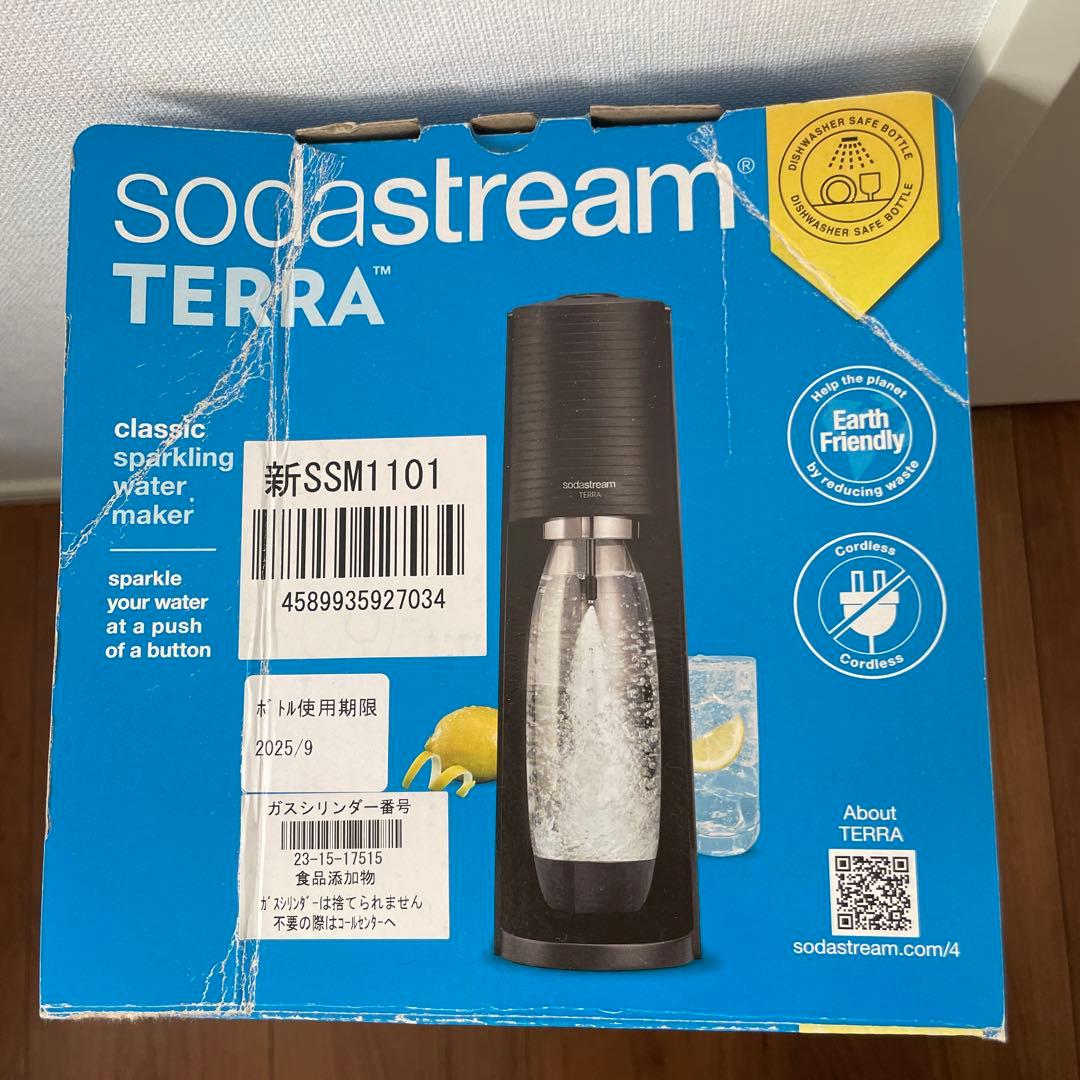 sodastream®
TERRA™
DISHWASHER SAFE BOTTLE
DISHWASHER SAFE BOTTLE
classic
sparkling
water
maker
sparkle
your water
at a push
of a button
新SSM1101
4589935927034
ﾎﾞﾄﾙ使用期限
2025/9
ガスシリンダー番号
23-15-17515
食品添加物
ｶﾞｽｼﾘﾝﾀﾞｰは捨てられません
不要の際はｺｰﾙｾﾝﾀｰへ
sodastream
TERRA
Help the planet
Earth
Friendly
by reducing waste
Cordless
Cordless
About
TERRA
sodastream.com/4